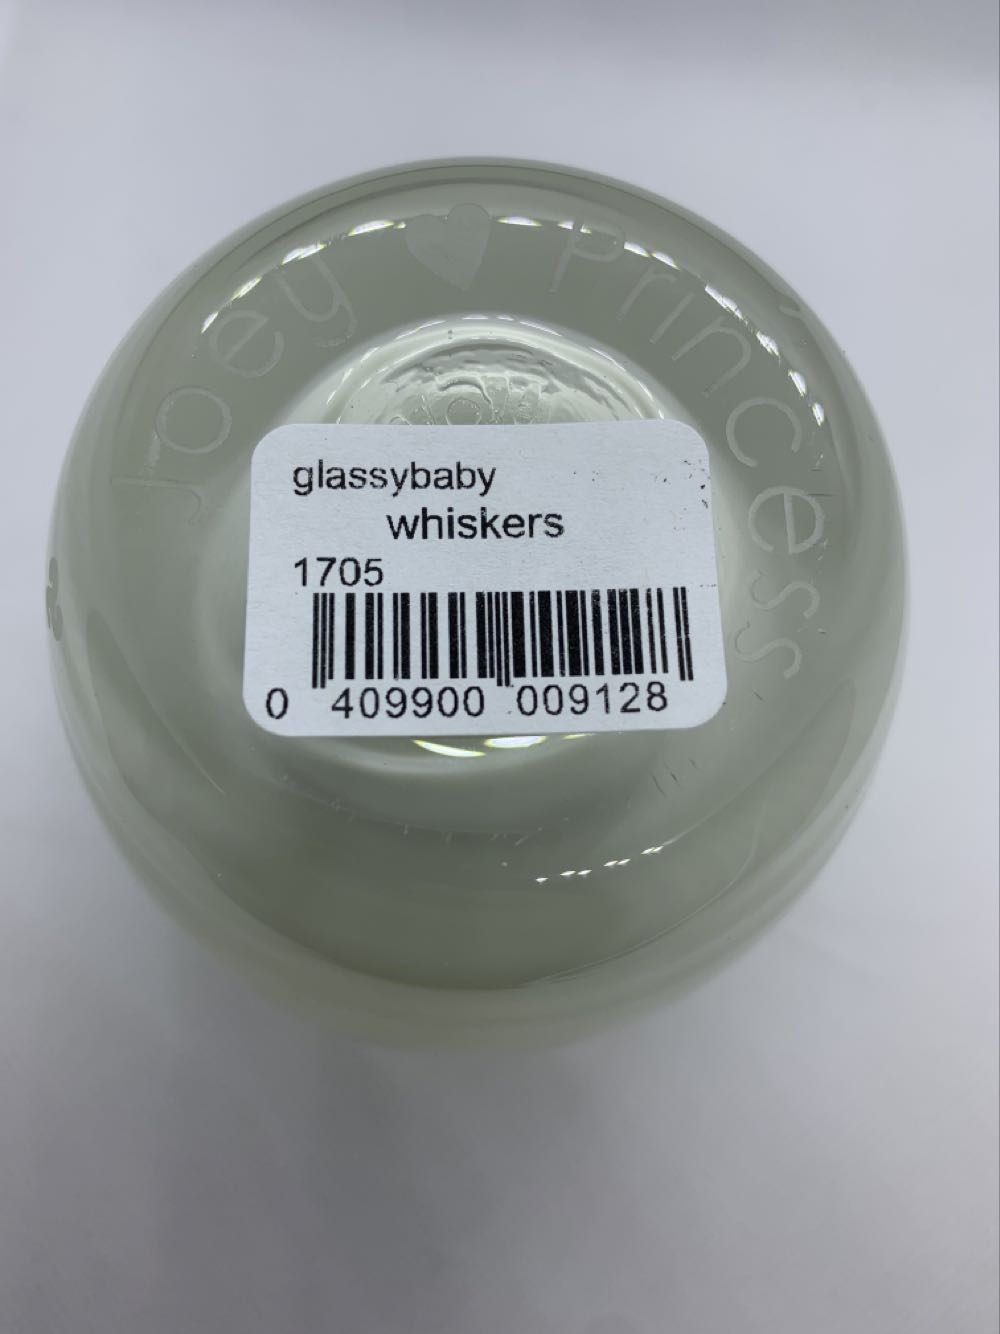 Joey ♥ Princess
glassybaby
whiskers
1705
0 409900 009128